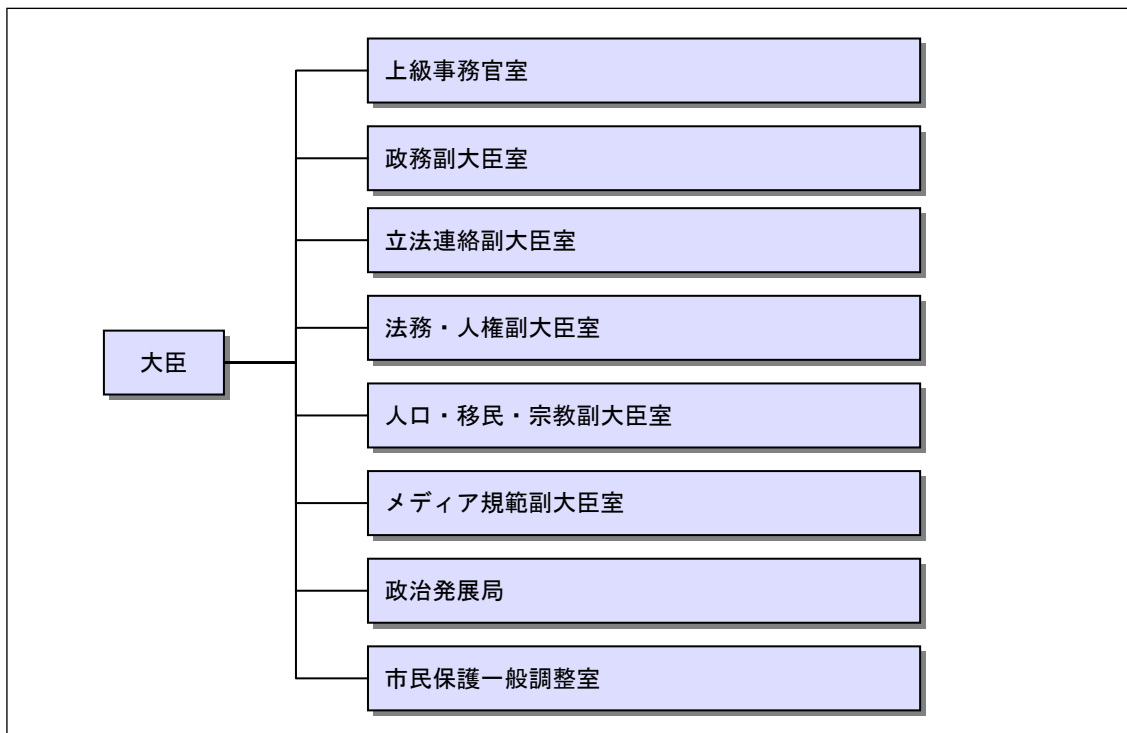 上級事務官室
政務副大臣室
立法連絡副大臣室
法務・人権副大臣室
大臣
人口・移民・宗教副大臣室
メディア規範副大臣室
政治発展局
市民保護一般調整室